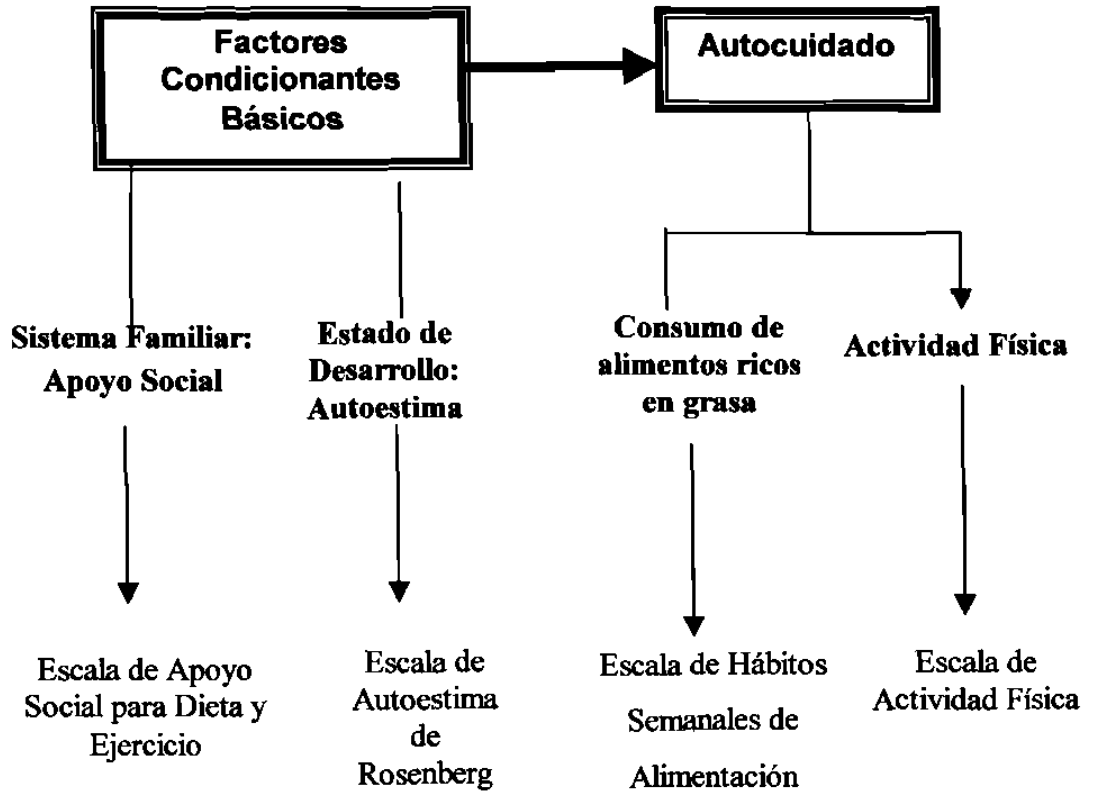 Factores
Condicionantes
Básicos
Autocuidado
Sistema Familiar:
Apoyo Social
Estado de
Desarrollo:
Autoestima
Consumo de
alimentos ricos
en grasa
Actividad Física
Escala de Apoyo
Social para Dieta y
Ejercicio
Escala de
Autoestima
de
Rosenberg
Escala de Hábitos
Semanales de
Alimentación
Escala de
Actividad Física